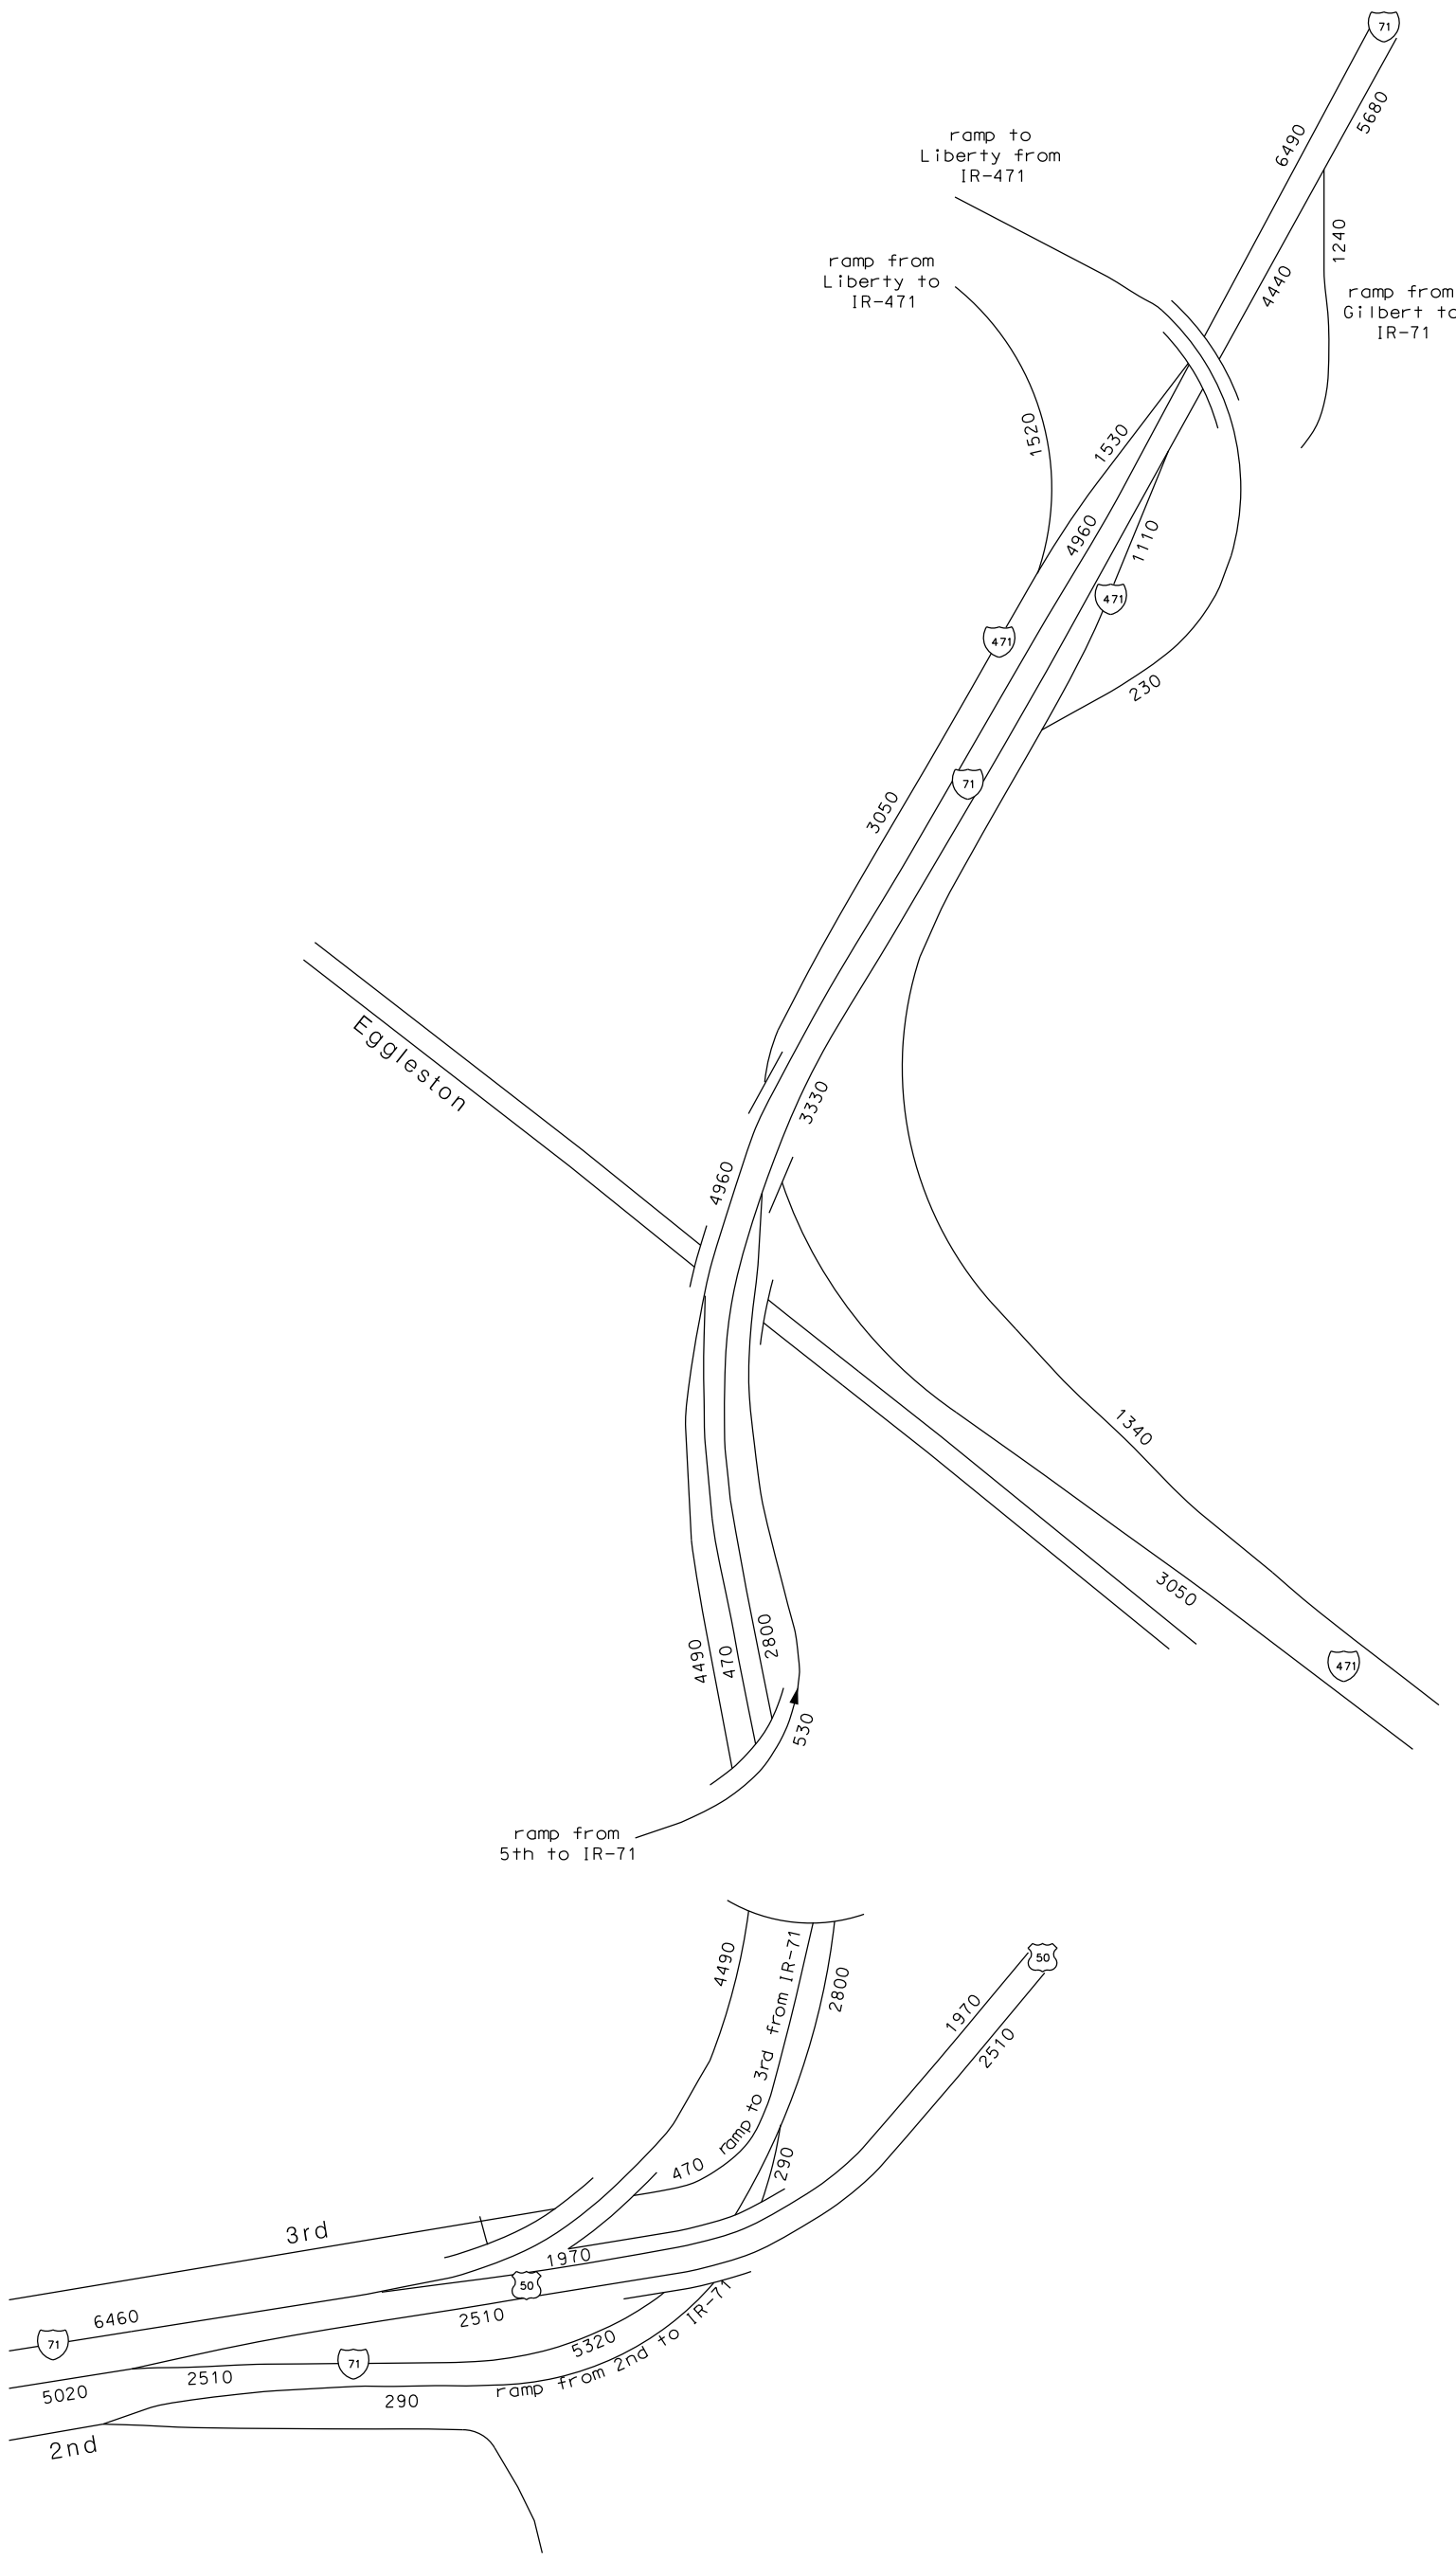 71
5680
6490
ramp to
Liberty from
IR-471
1240
ramp from
Liberty to
IR-471
4440
ramp from
Gilbert to
IR-71
1520
1530
4960
1110
471
471
230
71
3050
Eggleston
3330
4960
1340
3050
471
4490
470
2800
530
ramp from
5th to IR-71
4490
ramp to 3rd from IR-71
2800
50
1970
2510
290
470
3rd
1970
50
6460
71
2510
5320
71
2510
ramp from 2nd to IR-71
5020
290
2nd